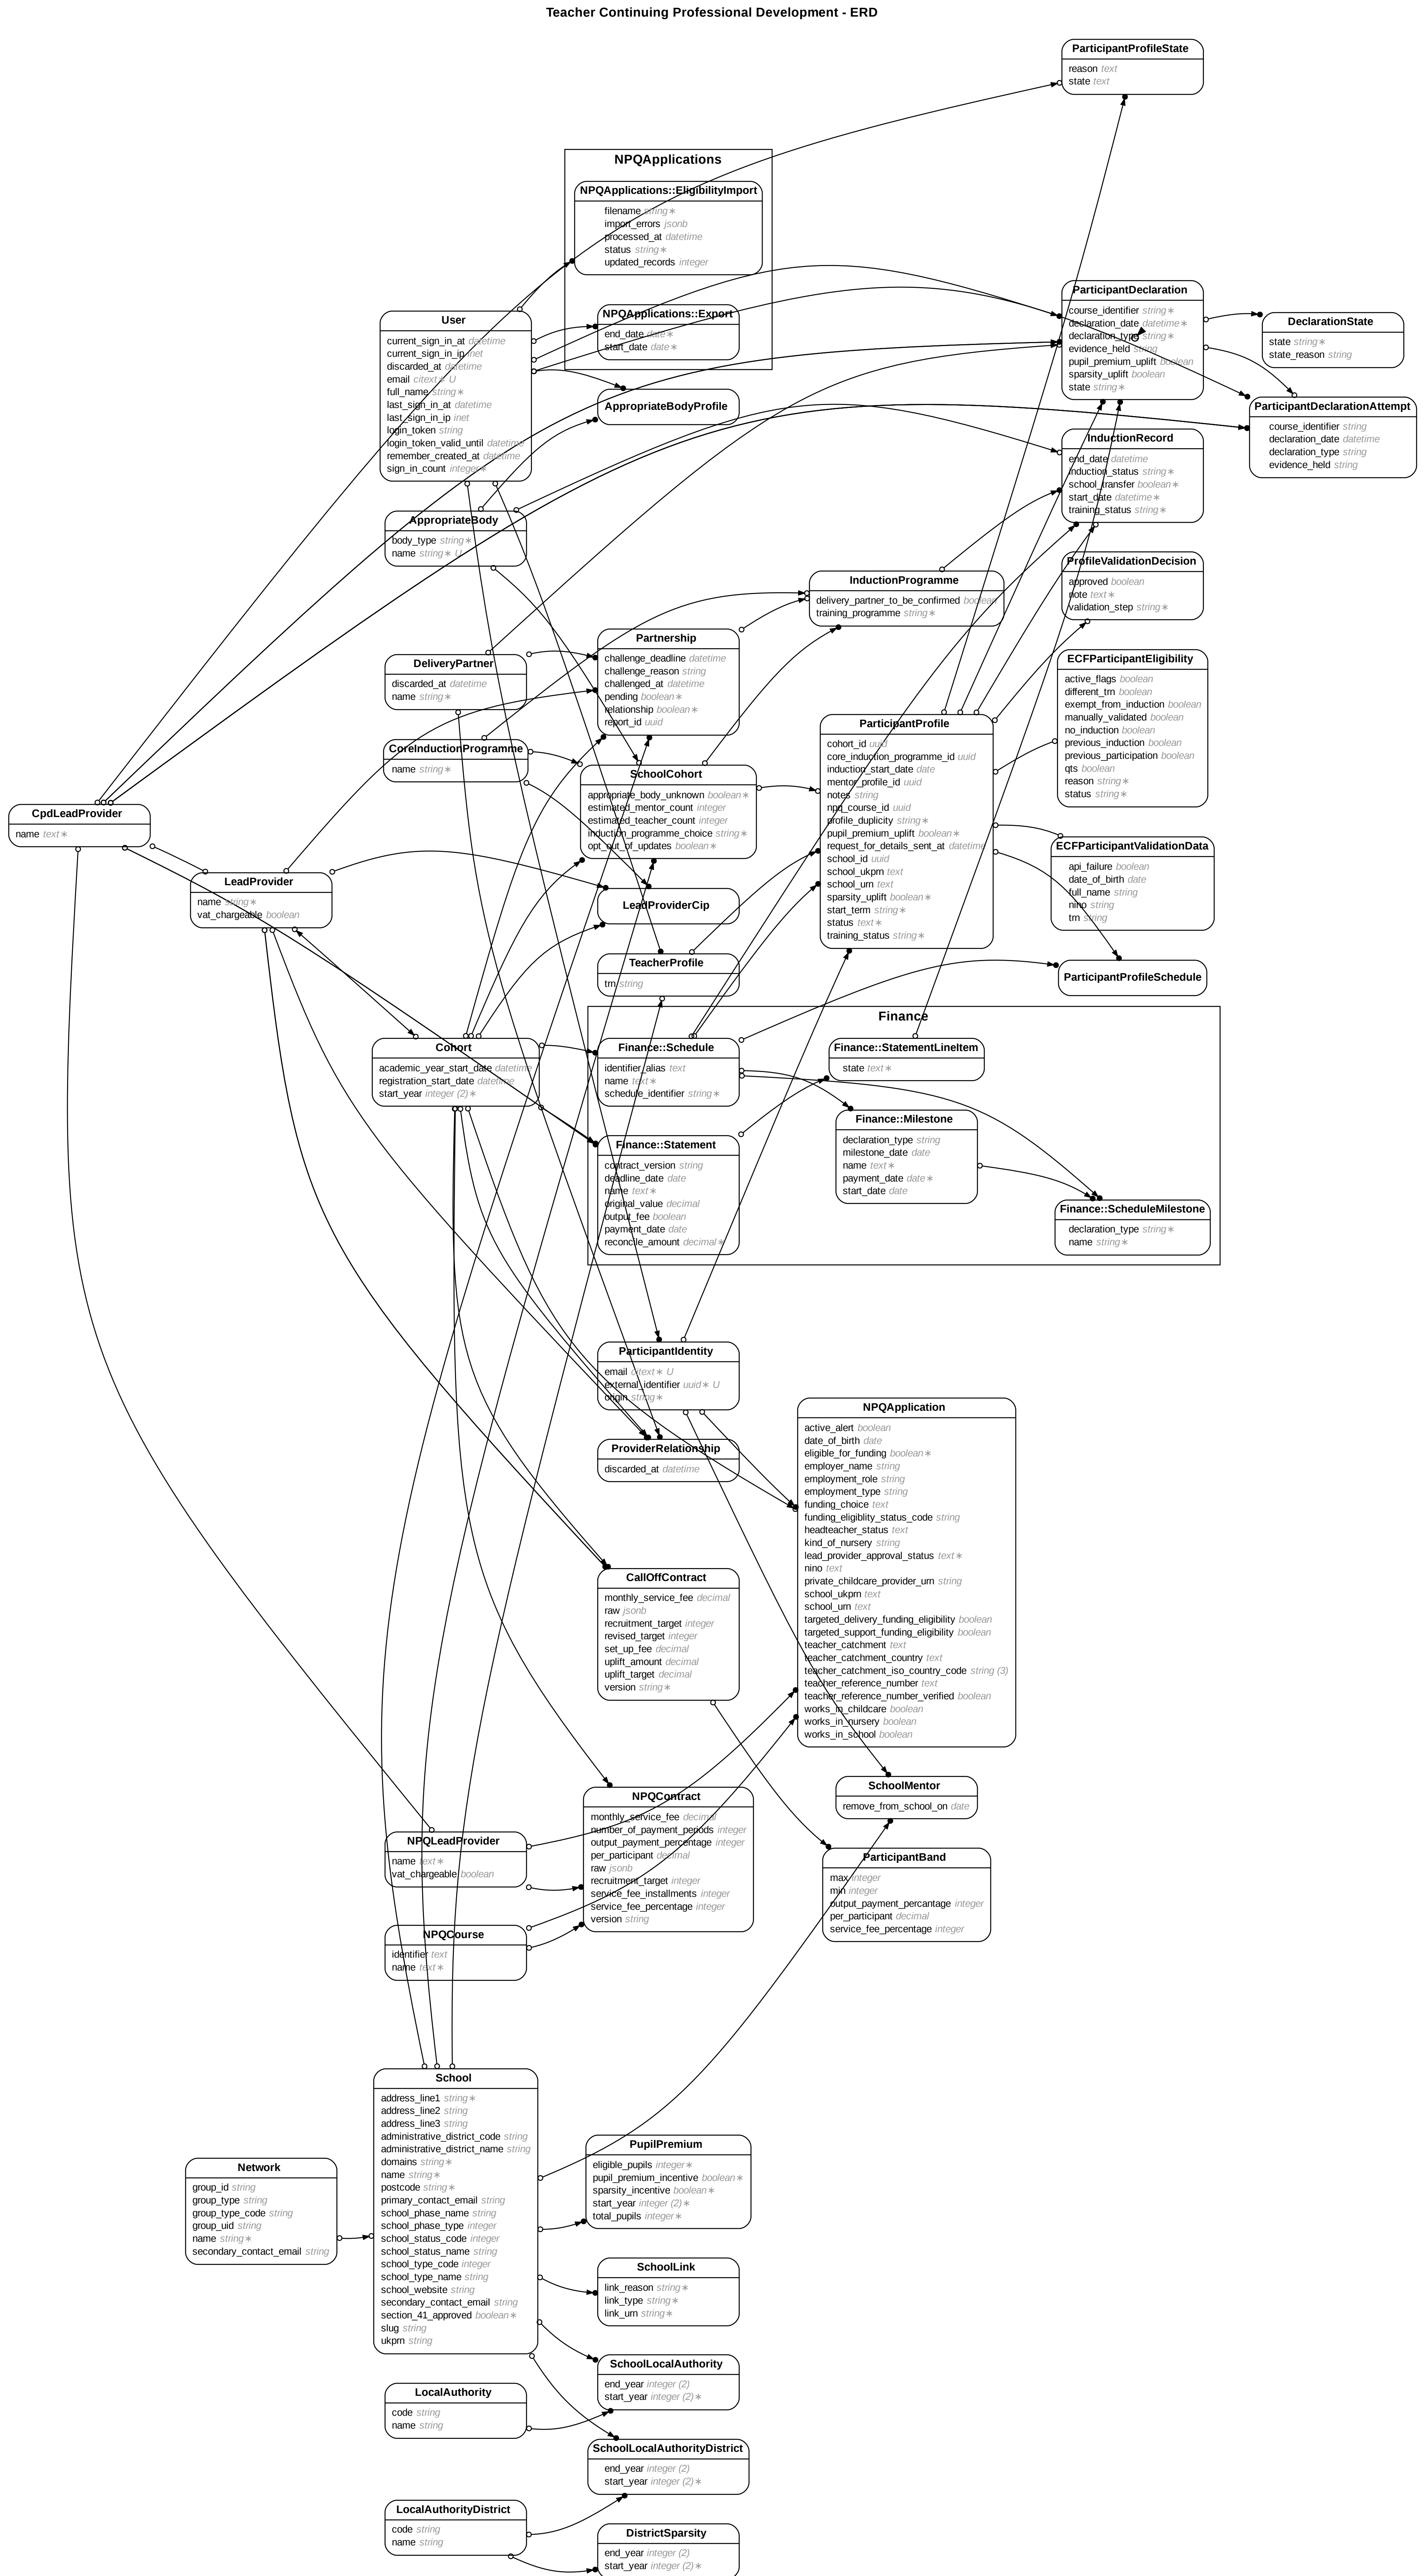 Teacher Continuing Professional Development - ERD
ParticipantProfileState
reason text
state text
NPQApplications
NPQApplications::EligibilityImport
filename string∗
import_errors jsonb
processed_at datetime
status string∗
updated_records integer
NPQApplications::Export
end_date date∗
start_date date∗
User
current_sign_in_at datetime
current_sign_in_ip inet
discarded_at datetime
email citext∗ U
full_name string∗
last_sign_in_at datetime
last_sign_in_ip inet
login_token string
login_token_valid_until datetime
remember_created_at datetime
sign_in_count integer∗
ParticipantDeclaration
course_identifier string∗
declaration_date datetime∗
declaration_type string∗
evidence_held string
pupil_premium_uplift boolean
sparsity_uplift boolean
state string∗
DeclarationState
state string∗
state_reason string
AppropriateBodyProfile
ParticipantDeclarationAttempt
course_identifier string
declaration_date datetime
declaration_type string
evidence_held string
InductionRecord
end_date datetime
induction_status string∗
school_transfer boolean∗
start_date datetime∗
training_status string∗
AppropriateBody
body_type string∗
name string∗ U
ProfileValidationDecision
approved boolean
note text∗
validation_step string∗
InductionProgramme
delivery_partner_to_be_confirmed boolean
training_programme string∗
Partnership
challenge_deadline datetime
challenge_reason string
challenged_at datetime
pending boolean∗
relationship boolean∗
report_id uuid
DeliveryPartner
discarded_at datetime
name string∗
ECFParticipantEligibility
active_flags boolean
different_trn boolean
exempt_from_induction boolean
manually_validated boolean
no_induction boolean
previous_induction boolean
previous_participation boolean
qts boolean
reason string∗
status string∗
ParticipantProfile
cohort_id uuid
core_induction_programme_id uuid
induction_start_date date
mentor_profile_id uuid
notes string
npq_course_id uuid
profile_duplicity string∗
pupil_premium_uplift boolean∗
request_for_details_sent_at datetime
school_id uuid
school_ukprn text
school_urn text
sparsity_uplift boolean∗
start_term string∗
status text∗
training_status string∗
CoreInductionProgramme
name string∗
SchoolCohort
appropriate_body_unknown boolean∗
estimated_mentor_count integer
estimated_teacher_count integer
induction_programme_choice string∗
opt_out_of_updates boolean∗
CpdLeadProvider
name text∗
LeadProvider
name string∗
vat_chargeable boolean
LeadProviderCip
ECFParticipantValidationData
api_failure boolean
date_of_birth date
full_name string
nino string
trn string
TeacherProfile
trn string
ParticipantProfileSchedule
Finance
Cohort
academic_year_start_date datetime
registration_start_date datetime
start_year integer (2)∗
Finance::Schedule
identifier_alias text
name text∗
schedule_identifier string∗
Finance::StatementLineItem
state text∗
Finance::Milestone
declaration_type string
milestone_date date
name text∗
payment_date date∗
start_date date
Finance::Statement
contract_version string
deadline_date date
name text∗
original_value decimal
output_fee boolean
payment_date date
reconcile_amount decimal∗
Finance::ScheduleMilestone
declaration_type string∗
name string∗
ParticipantIdentity
email citext∗ U
external_identifier uuid∗ U
origin string∗
ProviderRelationship
discarded_at datetime
NPQApplication
active_alert boolean
date_of_birth date
eligible_for_funding boolean∗
employer_name string
employment_role string
employment_type string
funding_choice text
funding_eligiblity_status_code string
headteacher_status text
kind_of_nursery string
lead_provider_approval_status text∗
nino text
private_childcare_provider_urn string
school_ukprn text
school_urn text
targeted_delivery_funding_eligibility boolean
targeted_support_funding_eligibility boolean
teacher_catchment text
teacher_catchment_country text
teacher_catchment_iso_country_code string (3)
teacher_reference_number text
teacher_reference_number_verified boolean
works_in_childcare boolean
works_in_nursery boolean
works_in_school boolean
CallOffContract
monthly_service_fee decimal
raw jsonb
recruitment_target integer
revised_target integer
set_up_fee decimal
uplift_amount decimal
uplift_target decimal
version string∗
SchoolMentor
remove_from_school_on date
NPQContract
monthly_service_fee decimal
number_of_payment_periods integer
output_payment_percentage integer
per_participant decimal
raw jsonb
recruitment_target integer
service_fee_installments integer
service_fee_percentage integer
version string
NPQLeadProvider
name text∗
vat_chargeable boolean
ParticipantBand
max integer
min integer
output_payment_percantage integer
per_participant decimal
service_fee_percentage integer
NPQCourse
identifier text
name text∗
School
address_line1 string∗
address_line2 string
address_line3 string
administrative_district_code string
administrative_district_name string
domains string∗
name string∗
postcode string∗
primary_contact_email string
school_phase_name string
school_phase_type integer
school_status_code integer
school_status_name string
school_type_code integer
school_type_name string
school_website string
secondary_contact_email string
section_41_approved boolean∗
slug string
ukprn string
Network
group_id string
group_type string
group_type_code string
group_uid string
name string∗
secondary_contact_email string
PupilPremium
eligible_pupils integer∗
pupil_premium_incentive boolean∗
sparsity_incentive boolean∗
start_year integer (2)∗
total_pupils integer∗
SchoolLink
link_reason string∗
link_type string∗
link_urn string∗
SchoolLocalAuthority
end_year integer (2)
start_year integer (2)∗
LocalAuthority
code string
name string
SchoolLocalAuthorityDistrict
end_year integer (2)
start_year integer (2)∗
LocalAuthorityDistrict
code string
name string
DistrictSparsity
end_year integer (2)
start_year integer (2)∗